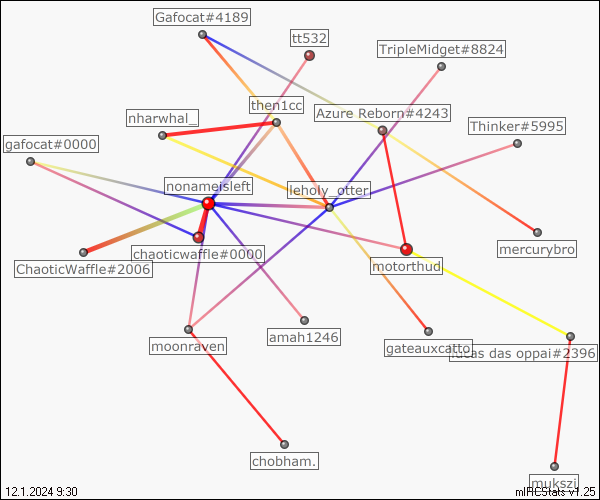 Gafocat#4189
tt532
TripleMidget#8824
then1cc
Azure Reborn#4243
nharwhal_
Thinker#5995
gafocat#0000
nonameisleft
leholy_otter
mercurybro
chaoticwaffle#0000
ChaoticWaffle#2006
motorthud
amah1246
moonraven
gateauxcatto
das oppai#2396
chobham.
mukszi
12.1.2024 9:30
mIRCStats v1.25